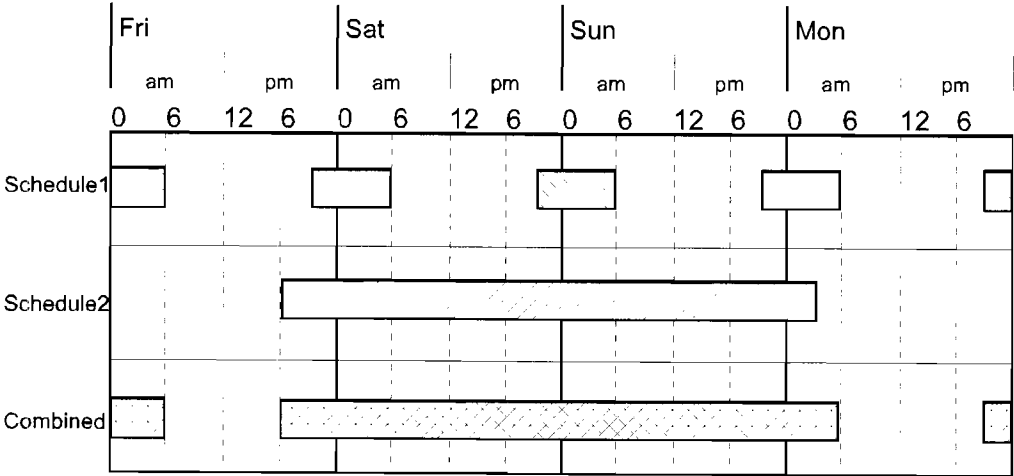 Fri Sat Sun Mon
am pm am pm am pm am pm
0 6 12 6 0 6 12 6 0 6 12 6 0 6 12 6
Schedule1
Schedule2
Combined